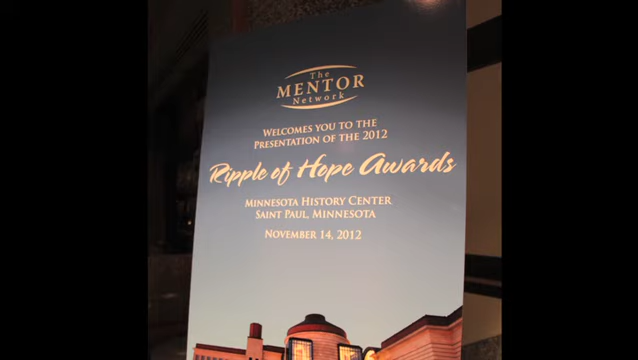 The
MENTOR
Network
WELCOMES YOU TO THE
PRESENTATION OF THE 2012
Ripple of Hope Awards
MINNESOTA HISTORY CENTER
SAINT PAUL, MINNESOTA
NOVEMBER 14, 2012